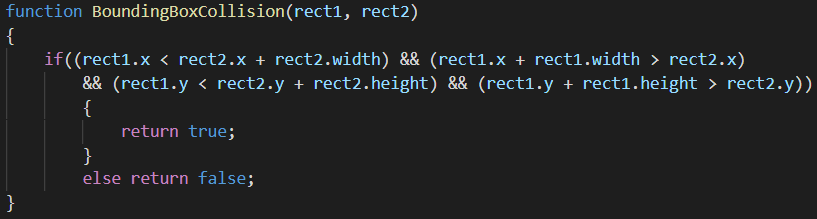 function BoundingBoxCollision(rect1, rect2)
{
    if((rect1.x < rect2.x + rect2.width) && (rect1.x + rect1.width > rect2.x)
        && (rect1.y < rect2.y + rect2.height) && (rect1.y + rect1.height > rect2.y))
        {
            return true;
        }
        else return false;
}